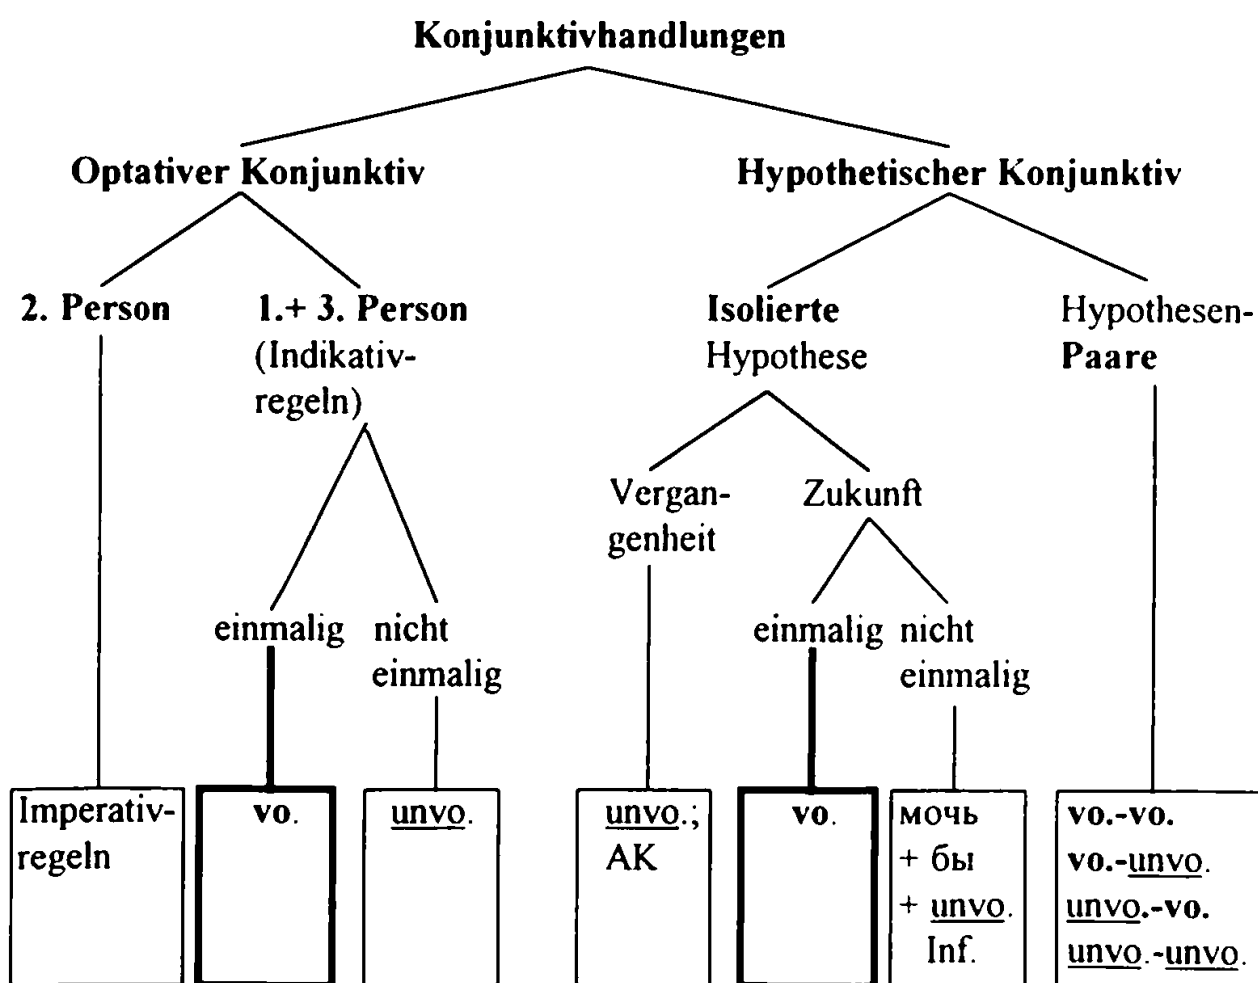 Konjunktivhandlungen
Optativer Konjunktiv
Hypothetischer Konjunktiv
2. Person
1.+ 3. Person
(Indikativ-
regeln)
Isolierte
Hypothese
Hypothesen-
Paare
Vergan-
genheit
Zukunft
einmalig
nicht
einmalig
einmalig
nicht
einmalig
Imperativ-
regeln
vo.
unvo.
unvo.;
AK
vo.
мочь
+ бы
+ unvo.
Inf.
vo.-vo.
vo.-unvo.
unvo.-vo.
unvo.-unvo.